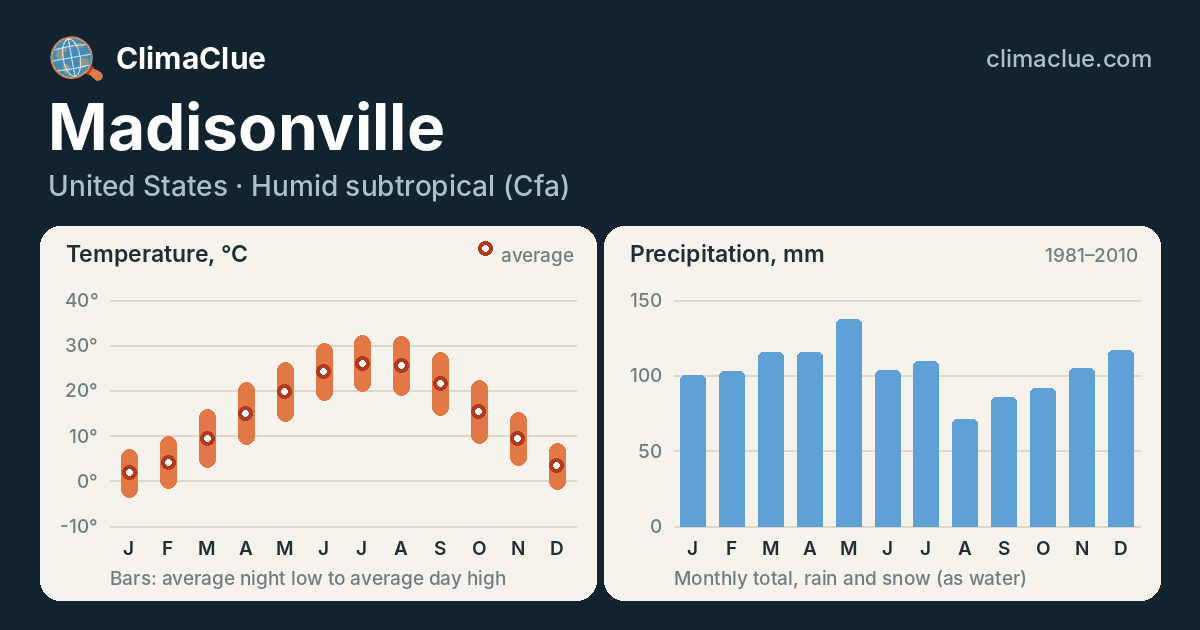 ClimaClue
climaclue.com
Madisonville
United States · Humid subtropical (Cfa)
Temperature, °C
average
40°
30°
20°
10°
0°
-10°
J F M A M J J A S O N D
Bars: average night low to average day high
Precipitation, mm
1981–2010
150
100
50
0
J F M A M J J A S O N D
Monthly total, rain and snow (as water)